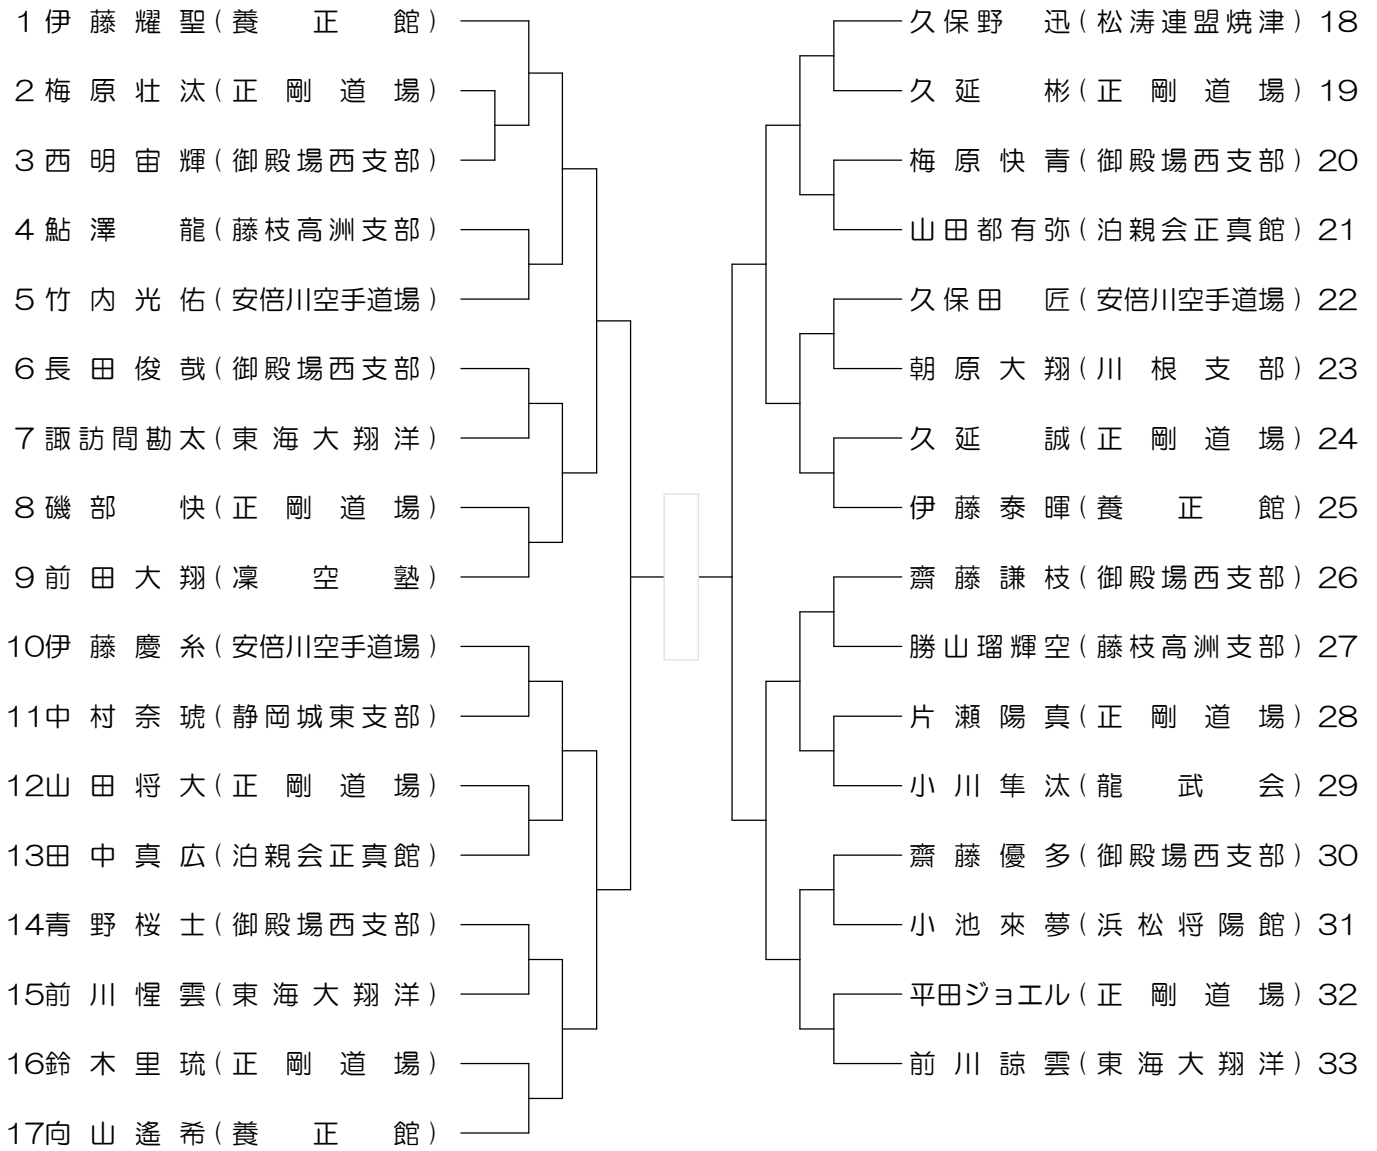 1 伊藤耀聖(養正館)
2 梅原壮汰(正剛道場)
3 西明宙輝(御殿場西支部)
4 鮎澤 龍(藤枝高洲支部)
5 竹内光佑(安倍川空手道場)
6 長田俊哉(御殿場西支部)
7 諏訪間勘太(東海大翔洋)
8 磯部 快(正剛道場)
9 前田大翔(凜空塾)
10 伊藤慶糸(安倍川空手道場)
11 中村奈琥(静岡城東支部)
12 山田将大(正剛道場)
13 田中真広(泊親会正真館)
14 青野桜士(御殿場西支部)
15 前川惺雲(東海大翔洋)
16 鈴木里琉(正剛道場)
17 向山遙希(養正館)
久保野 迅(松涛連盟焼津) 18
久延 彬(正剛道場) 19
梅原快青(御殿場西支部) 20
山田都有弥(泊親会正真館) 21
久保田 匠(安倍川空手道場) 22
朝原大翔(川根支部) 23
久延 誠(正剛道場) 24
伊藤泰暉(養正館) 25
齋藤謙枝(御殿場西支部) 26
勝山瑠輝空(藤枝高洲支部) 27
片瀬陽真(正剛道場) 28
小川隼汰(龍武会) 29
齋藤優多(御殿場西支部) 30
小池來夢(浜松将陽館) 31
平田ジョエル(正剛道場) 32
前川諒雲(東海大翔洋) 33